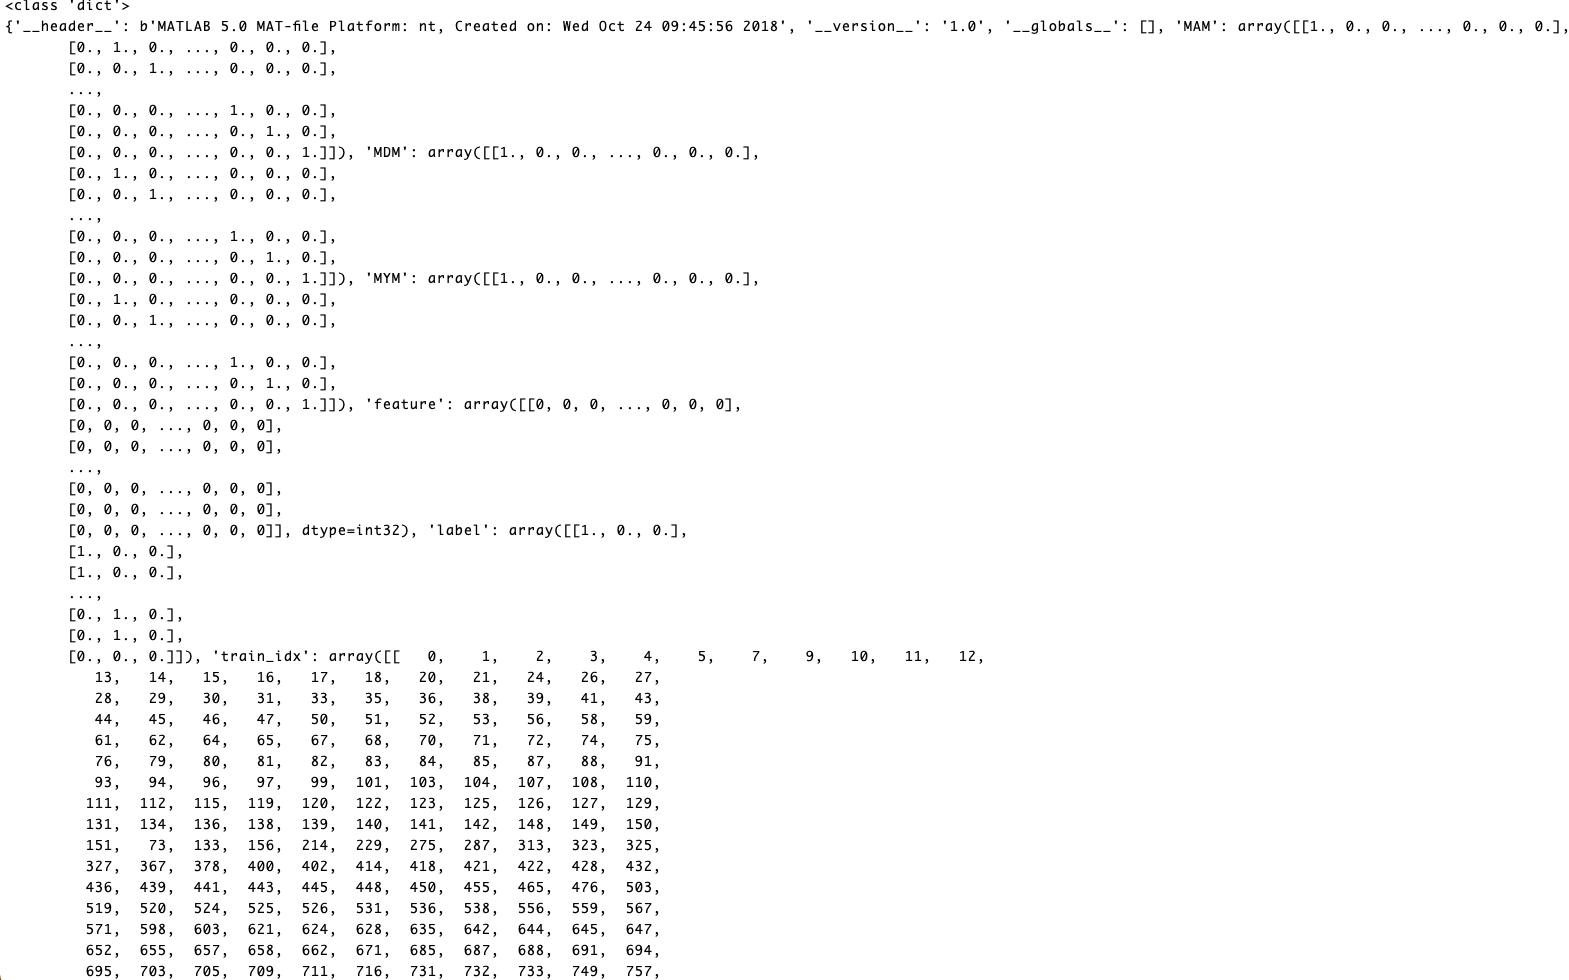 <class 'dict'>
{'__header__': b'MATLAB 5.0 MAT-file Platform: nt, Created on: Wed Oct 24 09:45:56 2018', '__version__': '1.0', '__globals__': [], 'MAM': array([[1., 0., 0., ..., 0., 0., 0.],
[0., 1., 0., ..., 0., 0., 0.],
[0., 0., 1., ..., 0., 0., 0.],
...,
[0., 0., 0., ..., 1., 0., 0.],
[0., 0., 0., ..., 0., 1., 0.],
[0., 0., 0., ..., 0., 0., 1.]]), 'MDM': array([[1., 0., 0., ..., 0., 0., 0.],
[0., 1., 0., ..., 0., 0., 0.],
[0., 0., 1., ..., 0., 0., 0.],
...,
[0., 0., 0., ..., 1., 0., 0.],
[0., 0., 0., ..., 0., 1., 0.],
[0., 0., 0., ..., 0., 0., 1.]]), 'MYM': array([[1., 0., 0., ..., 0., 0., 0.],
[0., 1., 0., ..., 0., 0., 0.],
[0., 0., 1., ..., 0., 0., 0.],
...,
[0., 0., 0., ..., 1., 0., 0.],
[0., 0., 0., ..., 0., 1., 0.],
[0., 0., 0., ..., 0., 0., 1.]]), 'feature': array([[0, 0, 0, ..., 0, 0, 0],
[0, 0, 0, ..., 0, 0, 0],
[0, 0, 0, ..., 0, 0, 0],
...,
[0, 0, 0, ..., 0, 0, 0],
[0, 0, 0, ..., 0, 0, 0],
[0, 0, 0, ..., 0, 0, 0]], dtype=int32), 'label': array([[1., 0., 0.],
[1., 0., 0.],
[1., 0., 0.],
...,
[0., 1., 0.],
[0., 1., 0.],
[0., 0., 0.]]), 'train_idx': array([[ 0, 1, 2, 3, 4, 5, 7, 9, 10, 11, 12,
13, 14, 15, 16, 17, 18, 20, 21, 24, 26, 27,
28, 29, 30, 31, 33, 35, 36, 38, 39, 41, 43,
44, 45, 46, 47, 50, 51, 52, 53, 56, 58, 59,
61, 62, 64, 65, 67, 68, 70, 71, 72, 74, 75,
76, 79, 80, 81, 82, 83, 84, 85, 87, 88, 91,
93, 94, 96, 97, 99, 101, 103, 104, 107, 108, 110,
111, 112, 115, 119, 120, 122, 123, 125, 126, 127, 129,
131, 134, 136, 138, 139, 140, 141, 142, 148, 149, 150,
151, 73, 133, 156, 214, 229, 275, 287, 313, 323, 325,
327, 367, 378, 400, 402, 414, 418, 421, 422, 428, 432,
436, 439, 441, 443, 445, 448, 450, 455, 465, 476, 503,
519, 520, 524, 525, 526, 531, 536, 538, 556, 559, 567,
571, 598, 603, 621, 624, 628, 635, 642, 644, 645, 647,
652, 655, 657, 658, 662, 671, 685, 687, 688, 691, 694,
695, 703, 705, 709, 711, 716, 731, 732, 733, 749, 757,